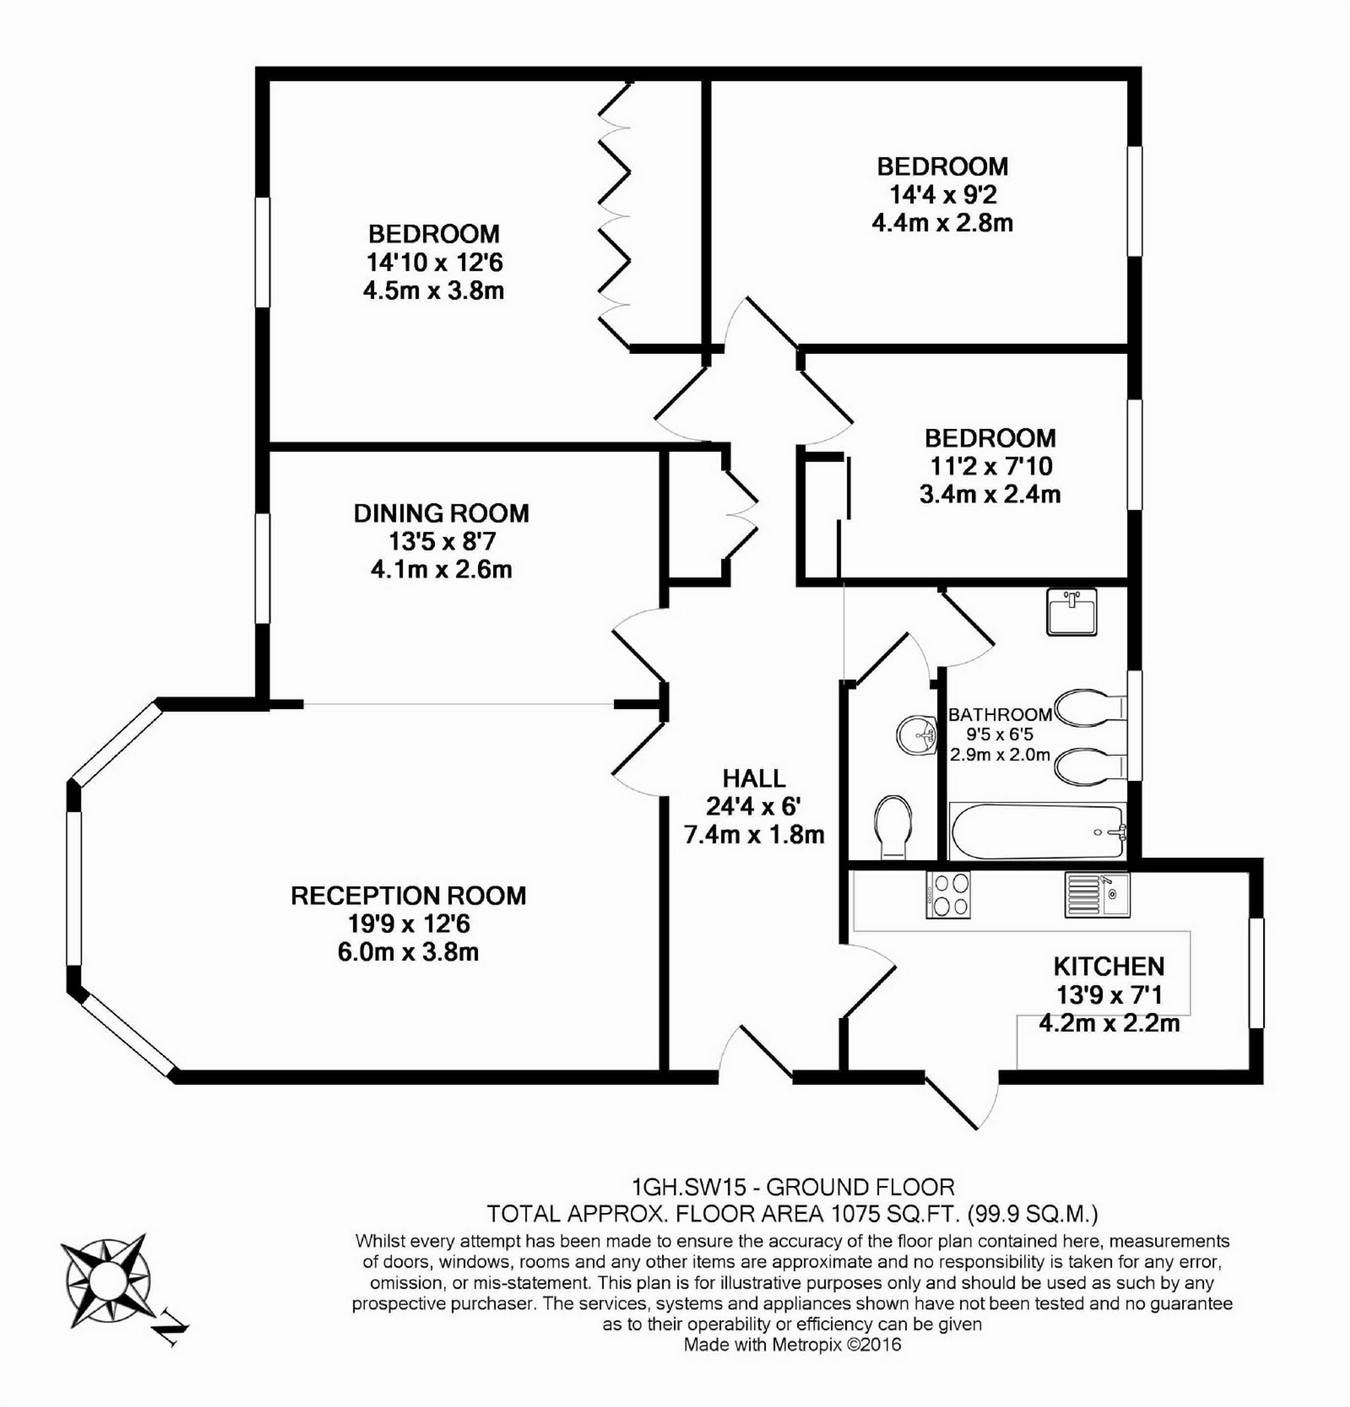 BEDROOM
14'10 x 12'6
4.5m x 3.8m
BEDROOM
14'4 x 9'2
4.4m x 2.8m
BEDROOM
11'2 x 7'10
3.4m x 2.4m
DINING ROOM
13'5 x 8'7
4.1m x 2.6m
BATHROOM
9'5 x 6'5
2.9m x 2.0m
HALL
24'4 x 6'
7.4m x 1.8m
RECEPTION ROOM
19'9 x 12'6
6.0m x 3.8m
KITCHEN
13'9 x 7'1
4.2m x 2.2m
1GH.SW15 - GROUND FLOOR
TOTAL APPROX. FLOOR AREA 1075 SQ.FT. (99.9 SQ.M.)
Whilst every attempt has been made to ensure the accuracy of the floor plan contained here, measurements
of doors, windows, rooms and any other items are approximate and no responsibility is taken for any error,
omission, or mis-statement. This plan is for illustrative purposes only and should be used as such by any
prospective purchaser. The services, systems and appliances shown have not been tested and no guarantee
as to their operability or efficiency can be given
Made with Metropix ©2016
N